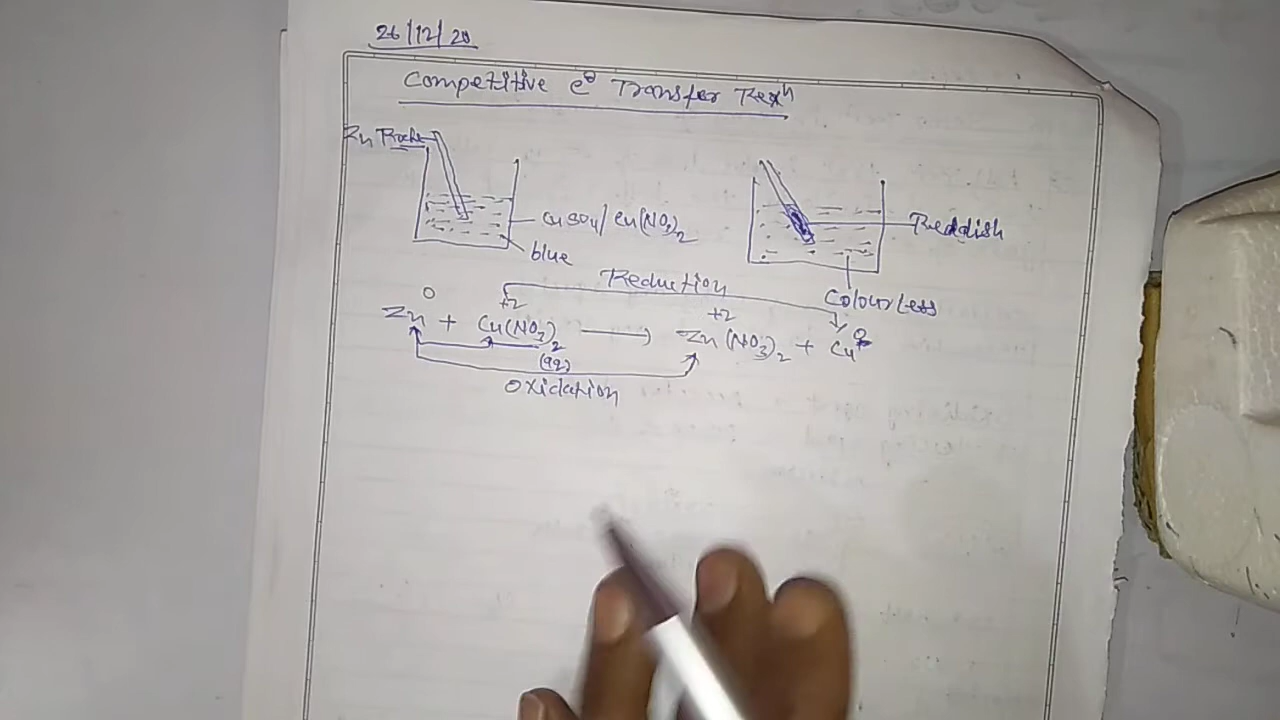 26/12/20
Competitive e⊖ Transfer Rexⁿ
Zn Rode
CuSO4/Cu(NO3)2
blue
Reddish
Colourless
Reduction
0 +2 +2 0
Zn + Cu(NO3)2 ⟶ Zn(NO3)2 + Cu
(aq)
Oxidation